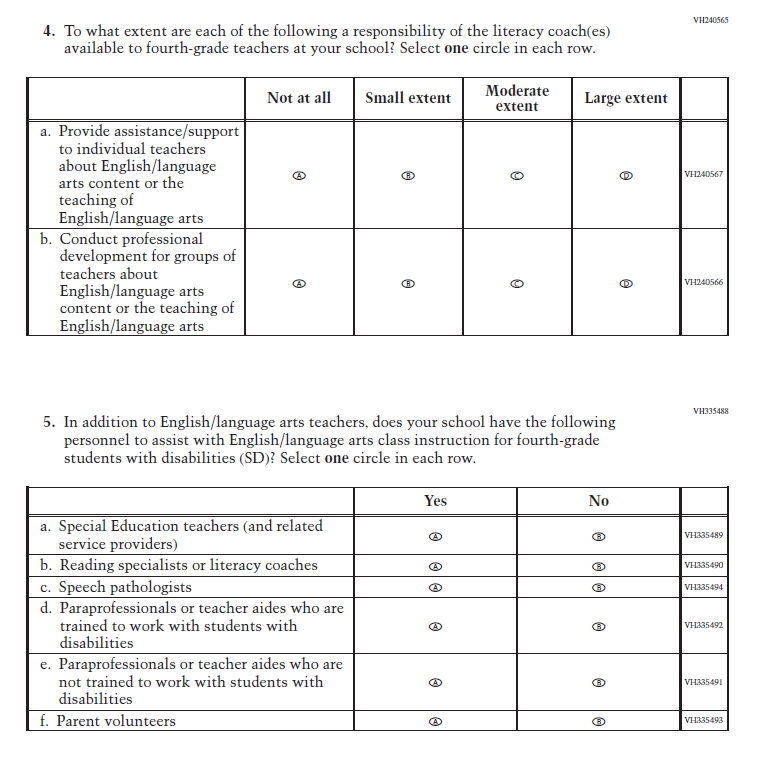 VH240565
4. To what extent are each of the following a responsibility of the literacy coach(es)
available to fourth-grade teachers at your school? Select one circle in each row.
Not at all Small extent Moderate extent Large extent
a. Provide assistance/support
to individual teachers
about English/language
arts content or the
teaching of
English/language arts
A B C D VH240567
b. Conduct professional
development for groups of
teachers about
English/language arts
content or the teaching of
English/language arts
A B C D VH240566
VH335488
5. In addition to English/language arts teachers, does your school have the following
personnel to assist with English/language arts class instruction for fourth-grade
students with disabilities (SD)? Select one circle in each row.
Yes No
a. Special Education teachers (and related
service providers)
A B VH335489
b. Reading specialists or literacy coaches A B VH335490
c. Speech pathologists A B VH335494
d. Paraprofessionals or teacher aides who are
trained to work with students with
disabilities
A B VH335492
e. Paraprofessionals or teacher aides who are
not trained to work with students with
disabilities
A B VH335491
f. Parent volunteers A B VH335493